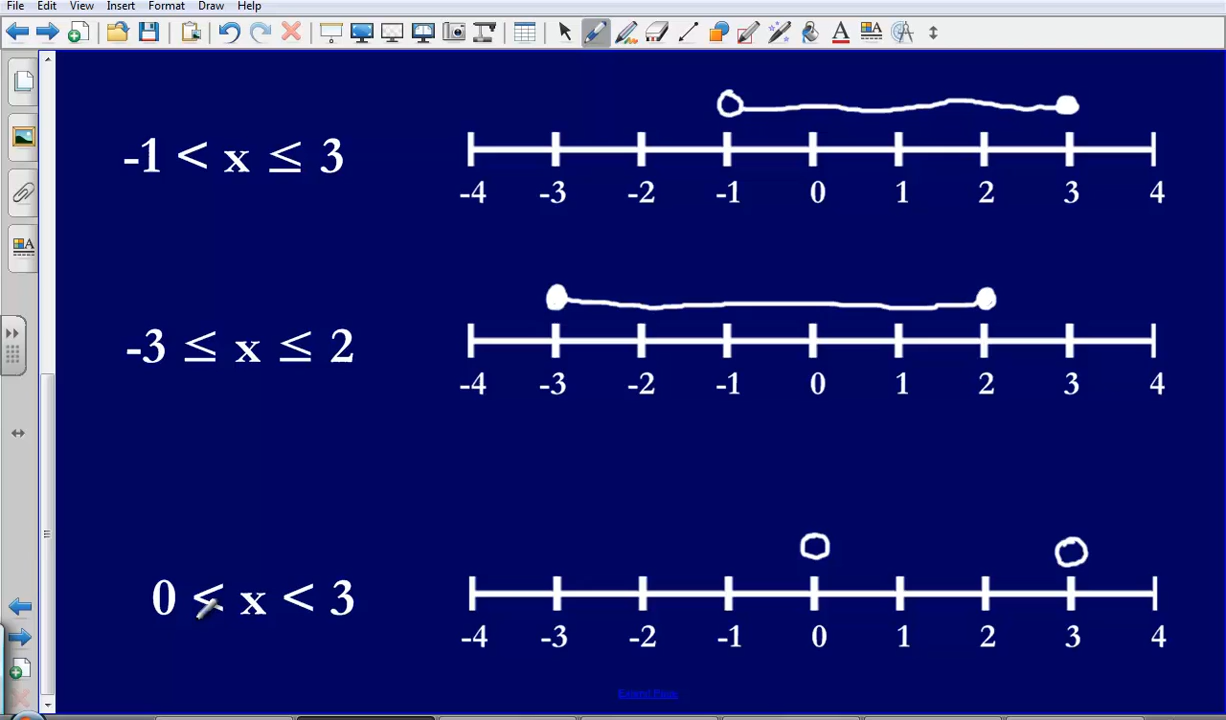 File Edit View Insert Format Draw Help
-1 < x ≤ 3
-4 -3 -2 -1 0 1 2 3 4
-3 ≤ x ≤ 2
-4 -3 -2 -1 0 1 2 3 4
0 ≤ x < 3
-4 -3 -2 -1 0 1 2 3 4
Extend Page